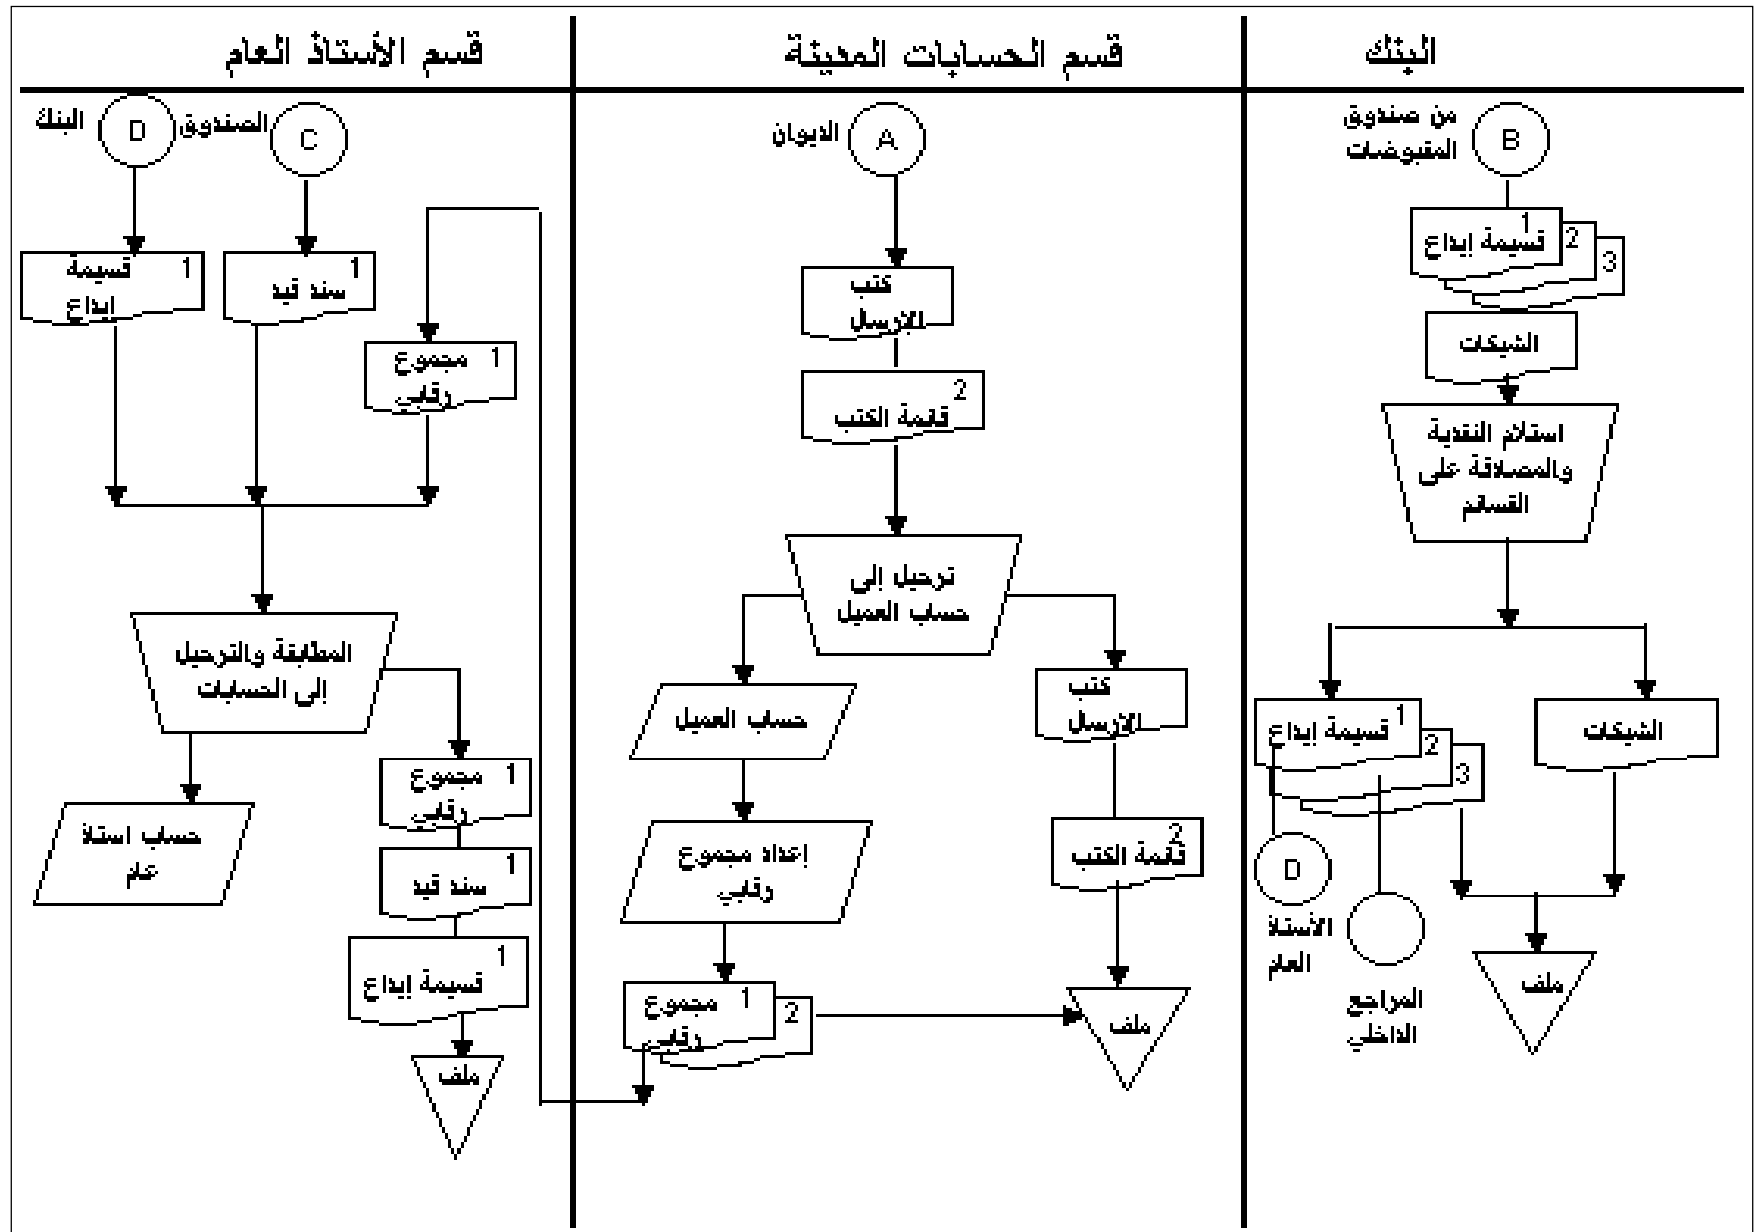 البنك
من صندوق
المقبوضات
B
قسيمة إيداع
1
2
3
الشيكات
استلام النقدية
والمصادقة على
القسائم
قسيمة إيداع
1
2
3
الشيكات
D
الأستاذ
العام
المراجع
الداخلي
ملف
قسم الحسابات المدينة
الديوان
A
كتب
الإرسال
2
قائمة الكتب
ترحيل إلى
حساب العميل
حساب العميل
إعداد مجموع
رقابي
مجموع
رقابي
1
2
كتب
الإرسال
2
قائمة الكتب
ملف
قسم الأستاذ العام
الصندوق
C
البنك
D
قسيمة
إيداع
1
سند قيد
1
مجموع
رقابي
1
المطابقة والترحيل
إلى الحسابات
حساب استاذ
عام
مجموع
رقابي
1
سند قيد
1
قسيمة إيداع
1
ملف